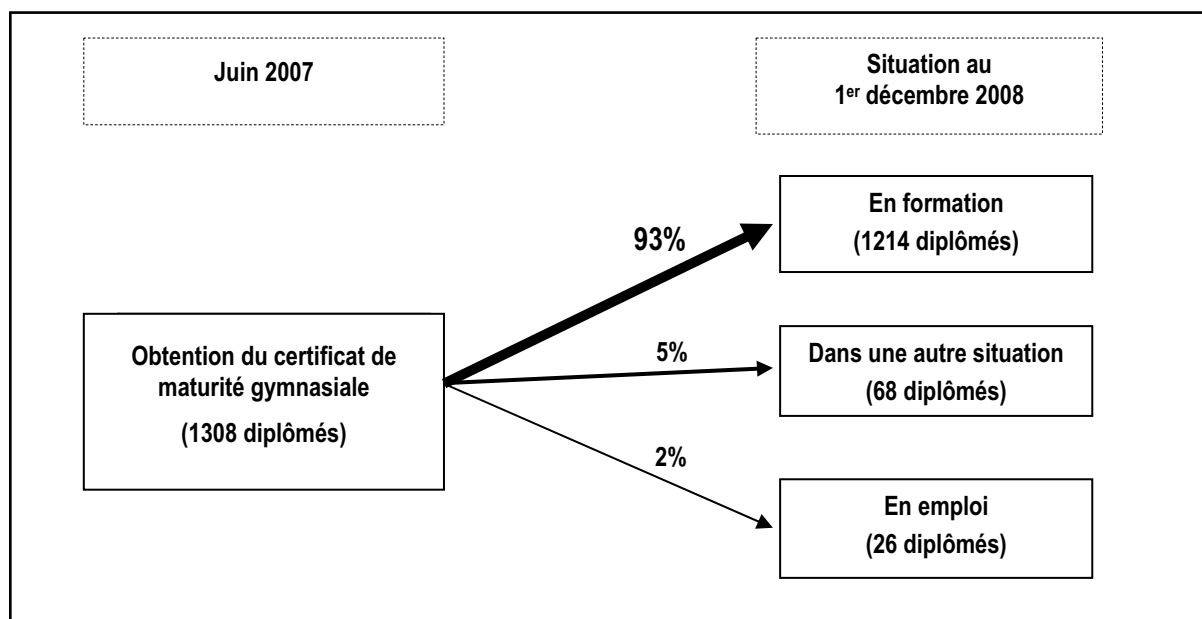 Juin 2007
Situation au
1er décembre 2008
En formation
(1214 diplômés)
93%
Obtention du certificat de
maturité gymnasiale
(1308 diplômés)
5%
Dans une autre situation
(68 diplômés)
2%
En emploi
(26 diplômés)